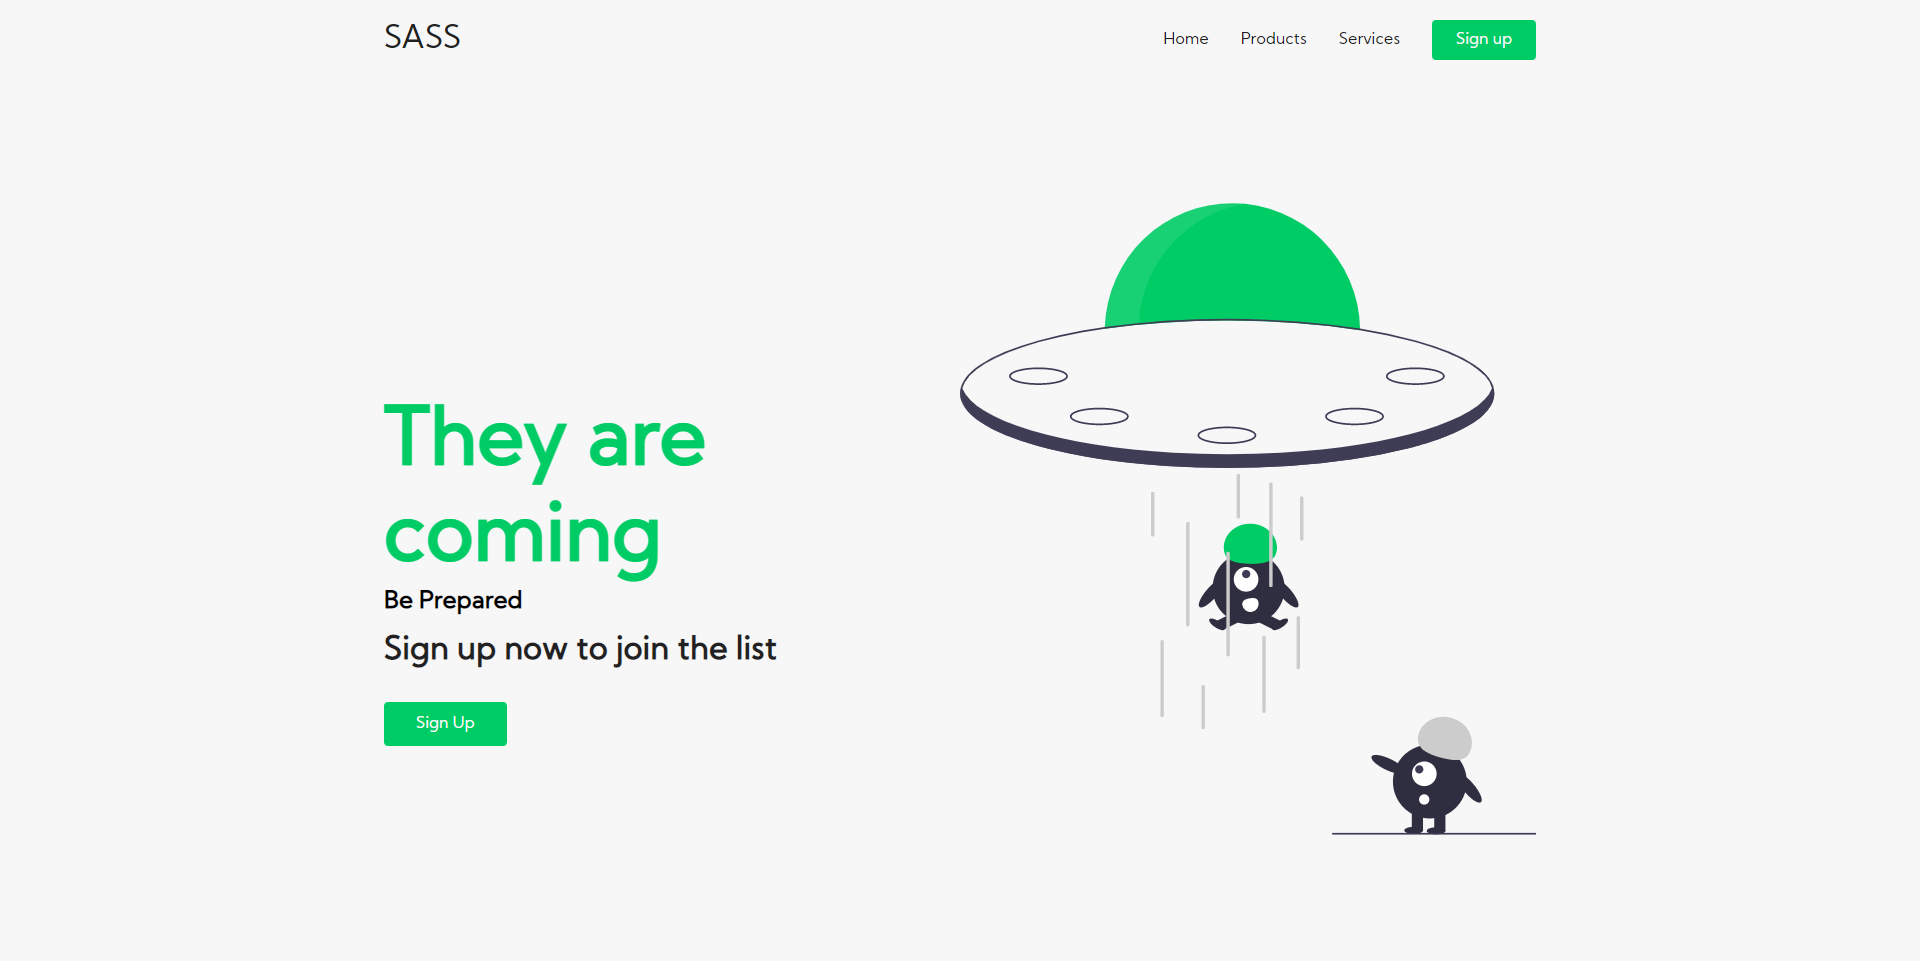 SASS
Home
Products
Services
Sign up
They are
coming
Be Prepared
Sign up now to join the list
Sign Up